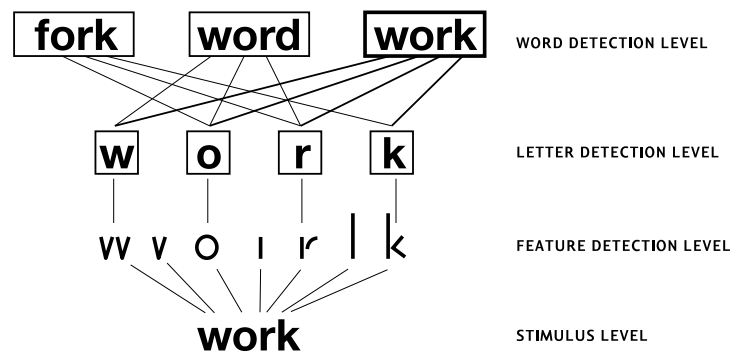 fork word work WORD DETECTION LEVEL
w o r k LETTER DETECTION LEVEL
w v o ı r l k FEATURE DETECTION LEVEL
work STIMULUS LEVEL